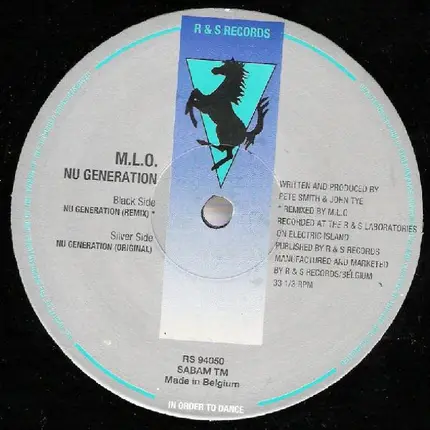 R & S RECORDS
M.L.O.
NU GENERATION
Black Side
NU GENERATION (REMIX) *
Silver Side
NU GENERATION (ORIGINAL)
WRITTEN AND PRODUCED BY
PETE SMITH & JOHN TYE
* REMIXED BY M.L.O.
RECORDED AT THE R & S LABORATORIES
ON ELECTRIC ISLAND
PUBLISHED BY R & S RECORDS
MANUFACTURED AND MARKETED
BY R & S RECORDS/BELGIUM
33 1/3 RPM
RS 94050
SABAM TM
Made in Belgium
IN ORDER TO DANCE